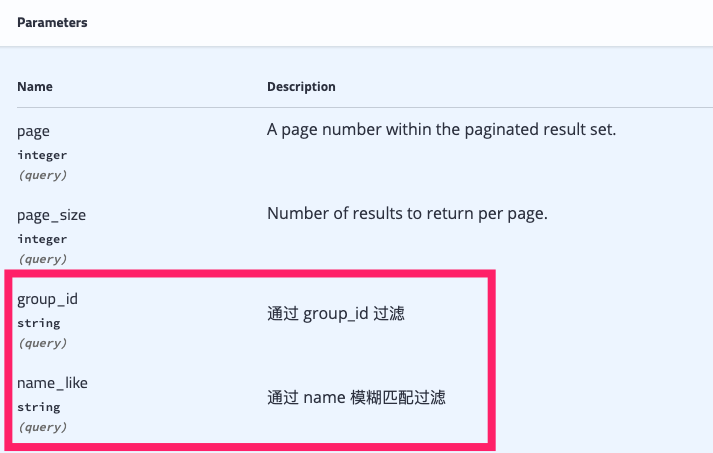 Parameters
Name Description
page A page number within the paginated result set.
integer
(query)
page_size Number of results to return per page.
integer
(query)
group_id
string 通过 group_id 过滤
(query)
name_like
string 通过 name 模糊匹配过滤
(query)